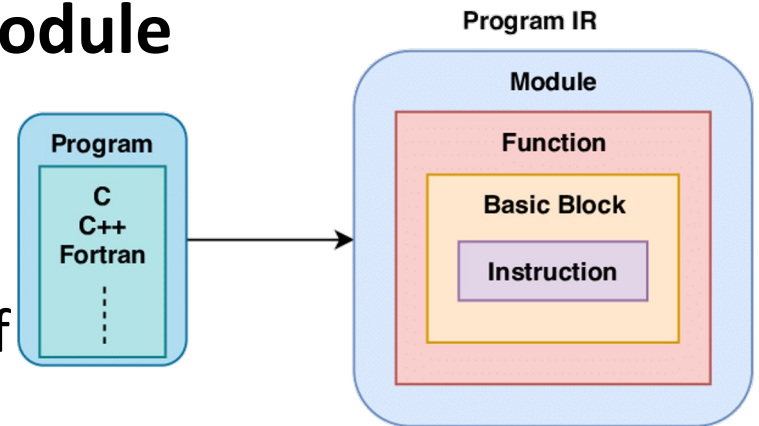 odule
Program IR
Program
C
C++
Fortran
f
Module
Function
Basic Block
Instruction